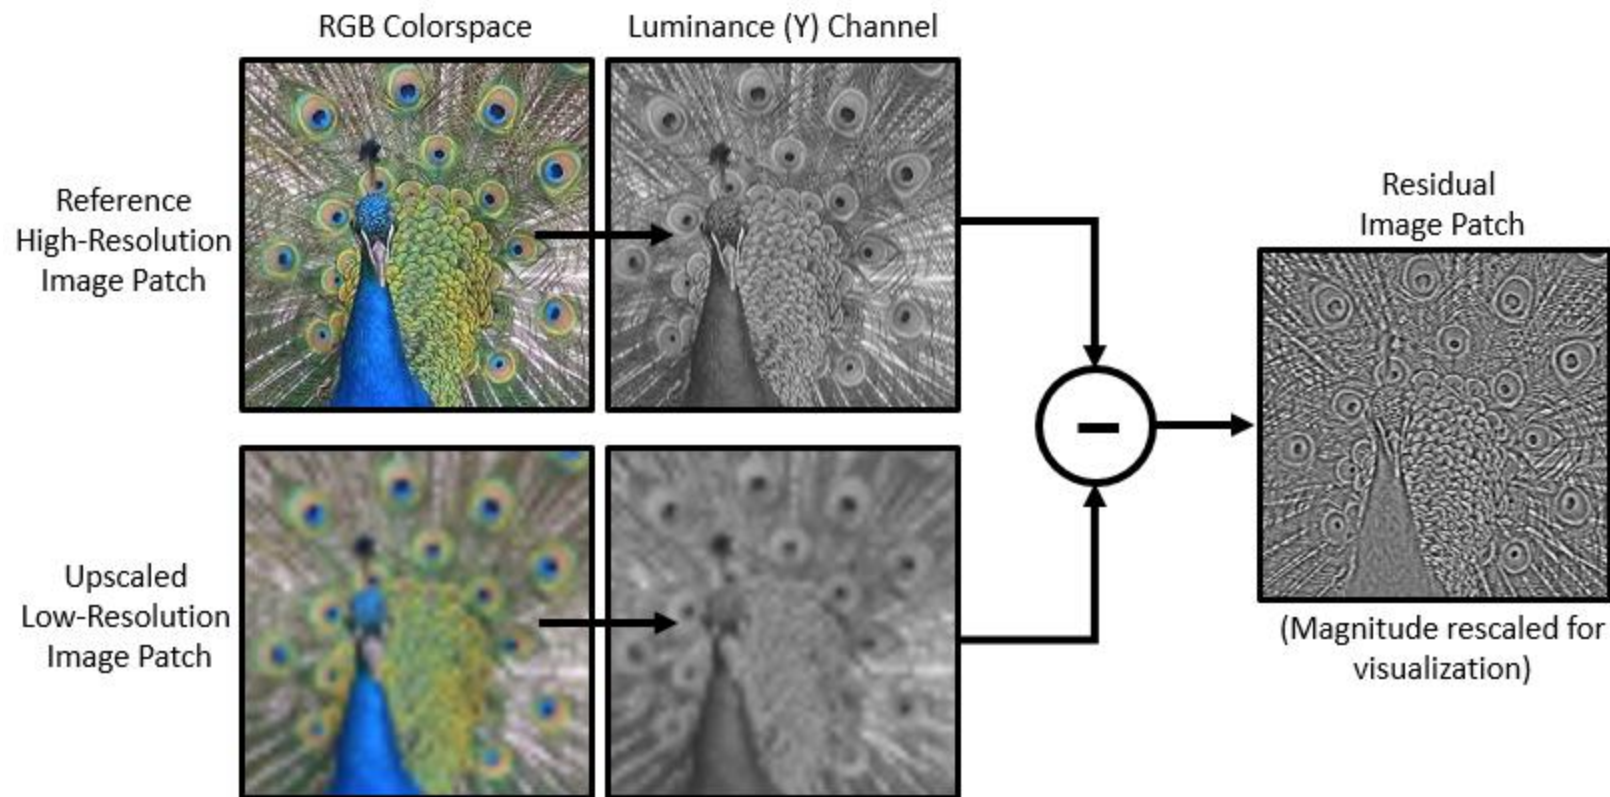 RGB Colorspace
Luminance (Y) Channel
Reference
High-Resolution
Image Patch
Residual
Image Patch
Upscaled
Low-Resolution
Image Patch
(Magnitude rescaled for
visualization)